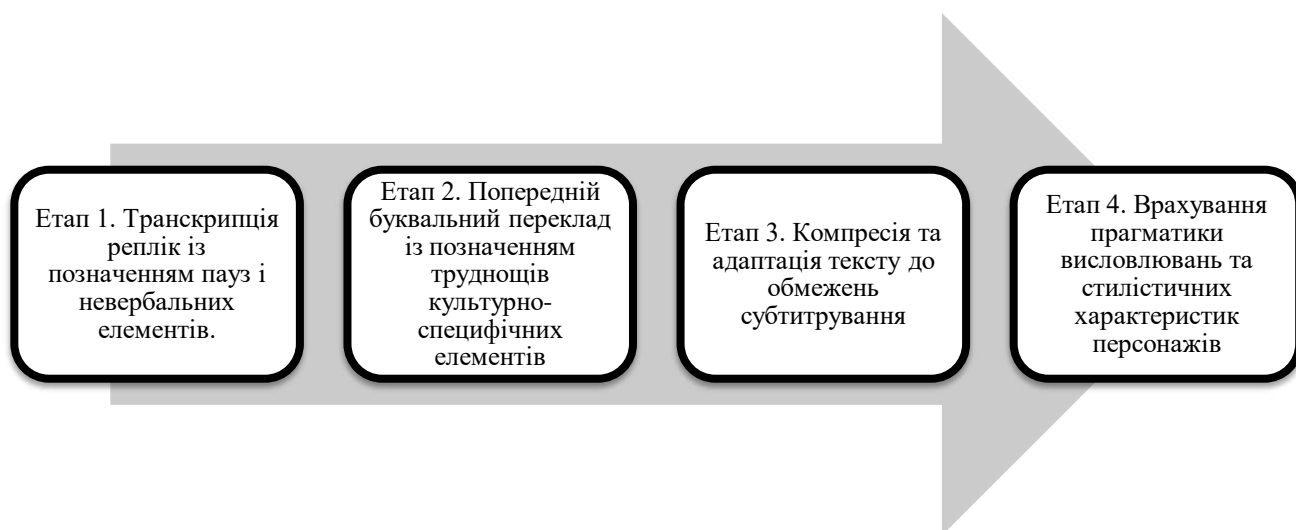 Етап 1. Транскрипція
реплік із
позначенням пауз і
невербальних
елементів.
Етап 2. Попередній
буквальний переклад
із позначенням
труднощів
культурно-
специфічних
елементів
Етап 3. Компресія та
адаптація тексту до
обмежень
субтитрування
Етап 4. Врахування
прагматики
висловлювань та
стилістичних
характеристик
персонажів